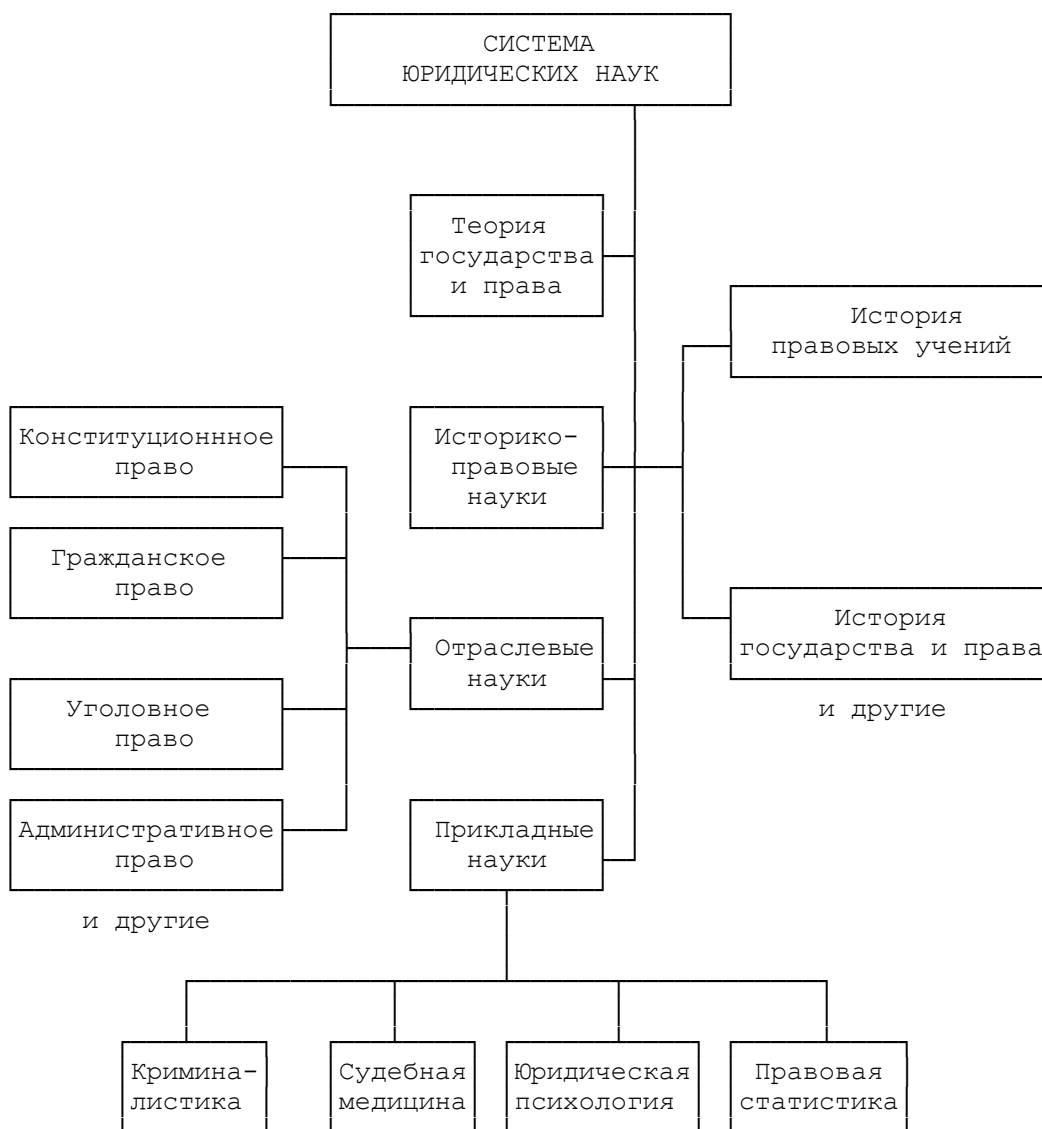 СИСТЕМА
ЮРИДИЧЕСКИХ НАУК
Теория
государства
и права
История
правовых учений
Конституционнное
право
Историко-
правовые
науки
Гражданское
право
История
государства и права
и другие
Отраслевые
науки
Уголовное
право
Административное
право
и другие
Прикладные
науки
Кримина-
листика
Судебная
медицина
Юридическая
психология
Правовая
статистика